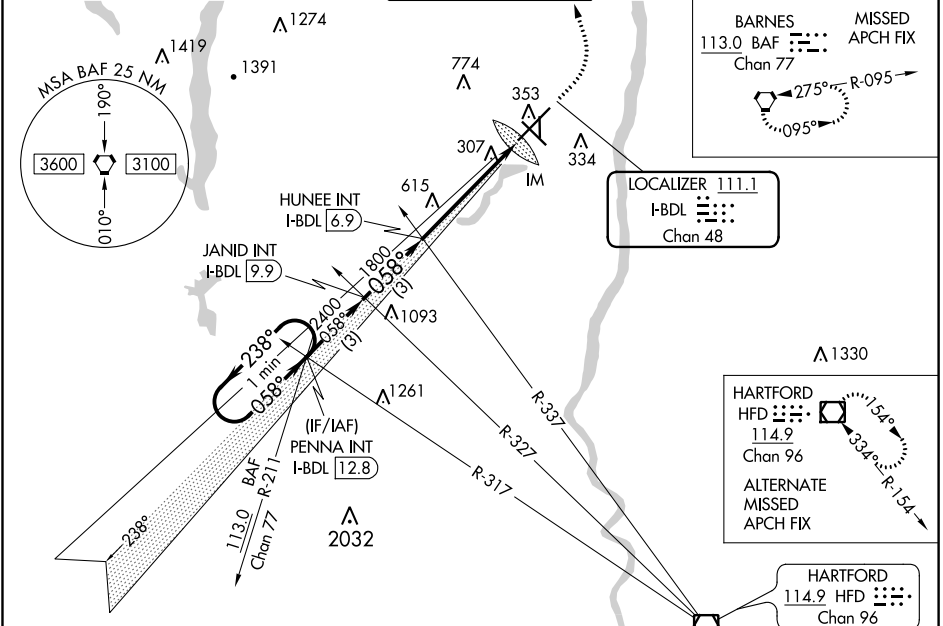 1274
1419
1391
MSA BAF 25 NM
190°
3600
3100
010°
774
353
307
334
IM
615
HUNEE INT
I-BDL 6.9
JANID INT
I-BDL 9.9
1800
058°
(3)
2400
058°
(3)
1093
238°
1 min
058°
1261
(IF/IAF)
PENNA INT
I-BDL 12.8
BAF
R-211
113.0
Chan 77
238°
2032
R-337
R-327
R-317
BARNES
113.0 BAF
Chan 77
MISSED
APCH FIX
275°
R-095
095°
LOCALIZER 111.1
I-BDL
Chan 48
1330
HARTFORD
HFD
114.9
Chan 96
154°
334°
R-154
ALTERNATE
MISSED
APCH FIX
HARTFORD
114.9 HFD
Chan 96